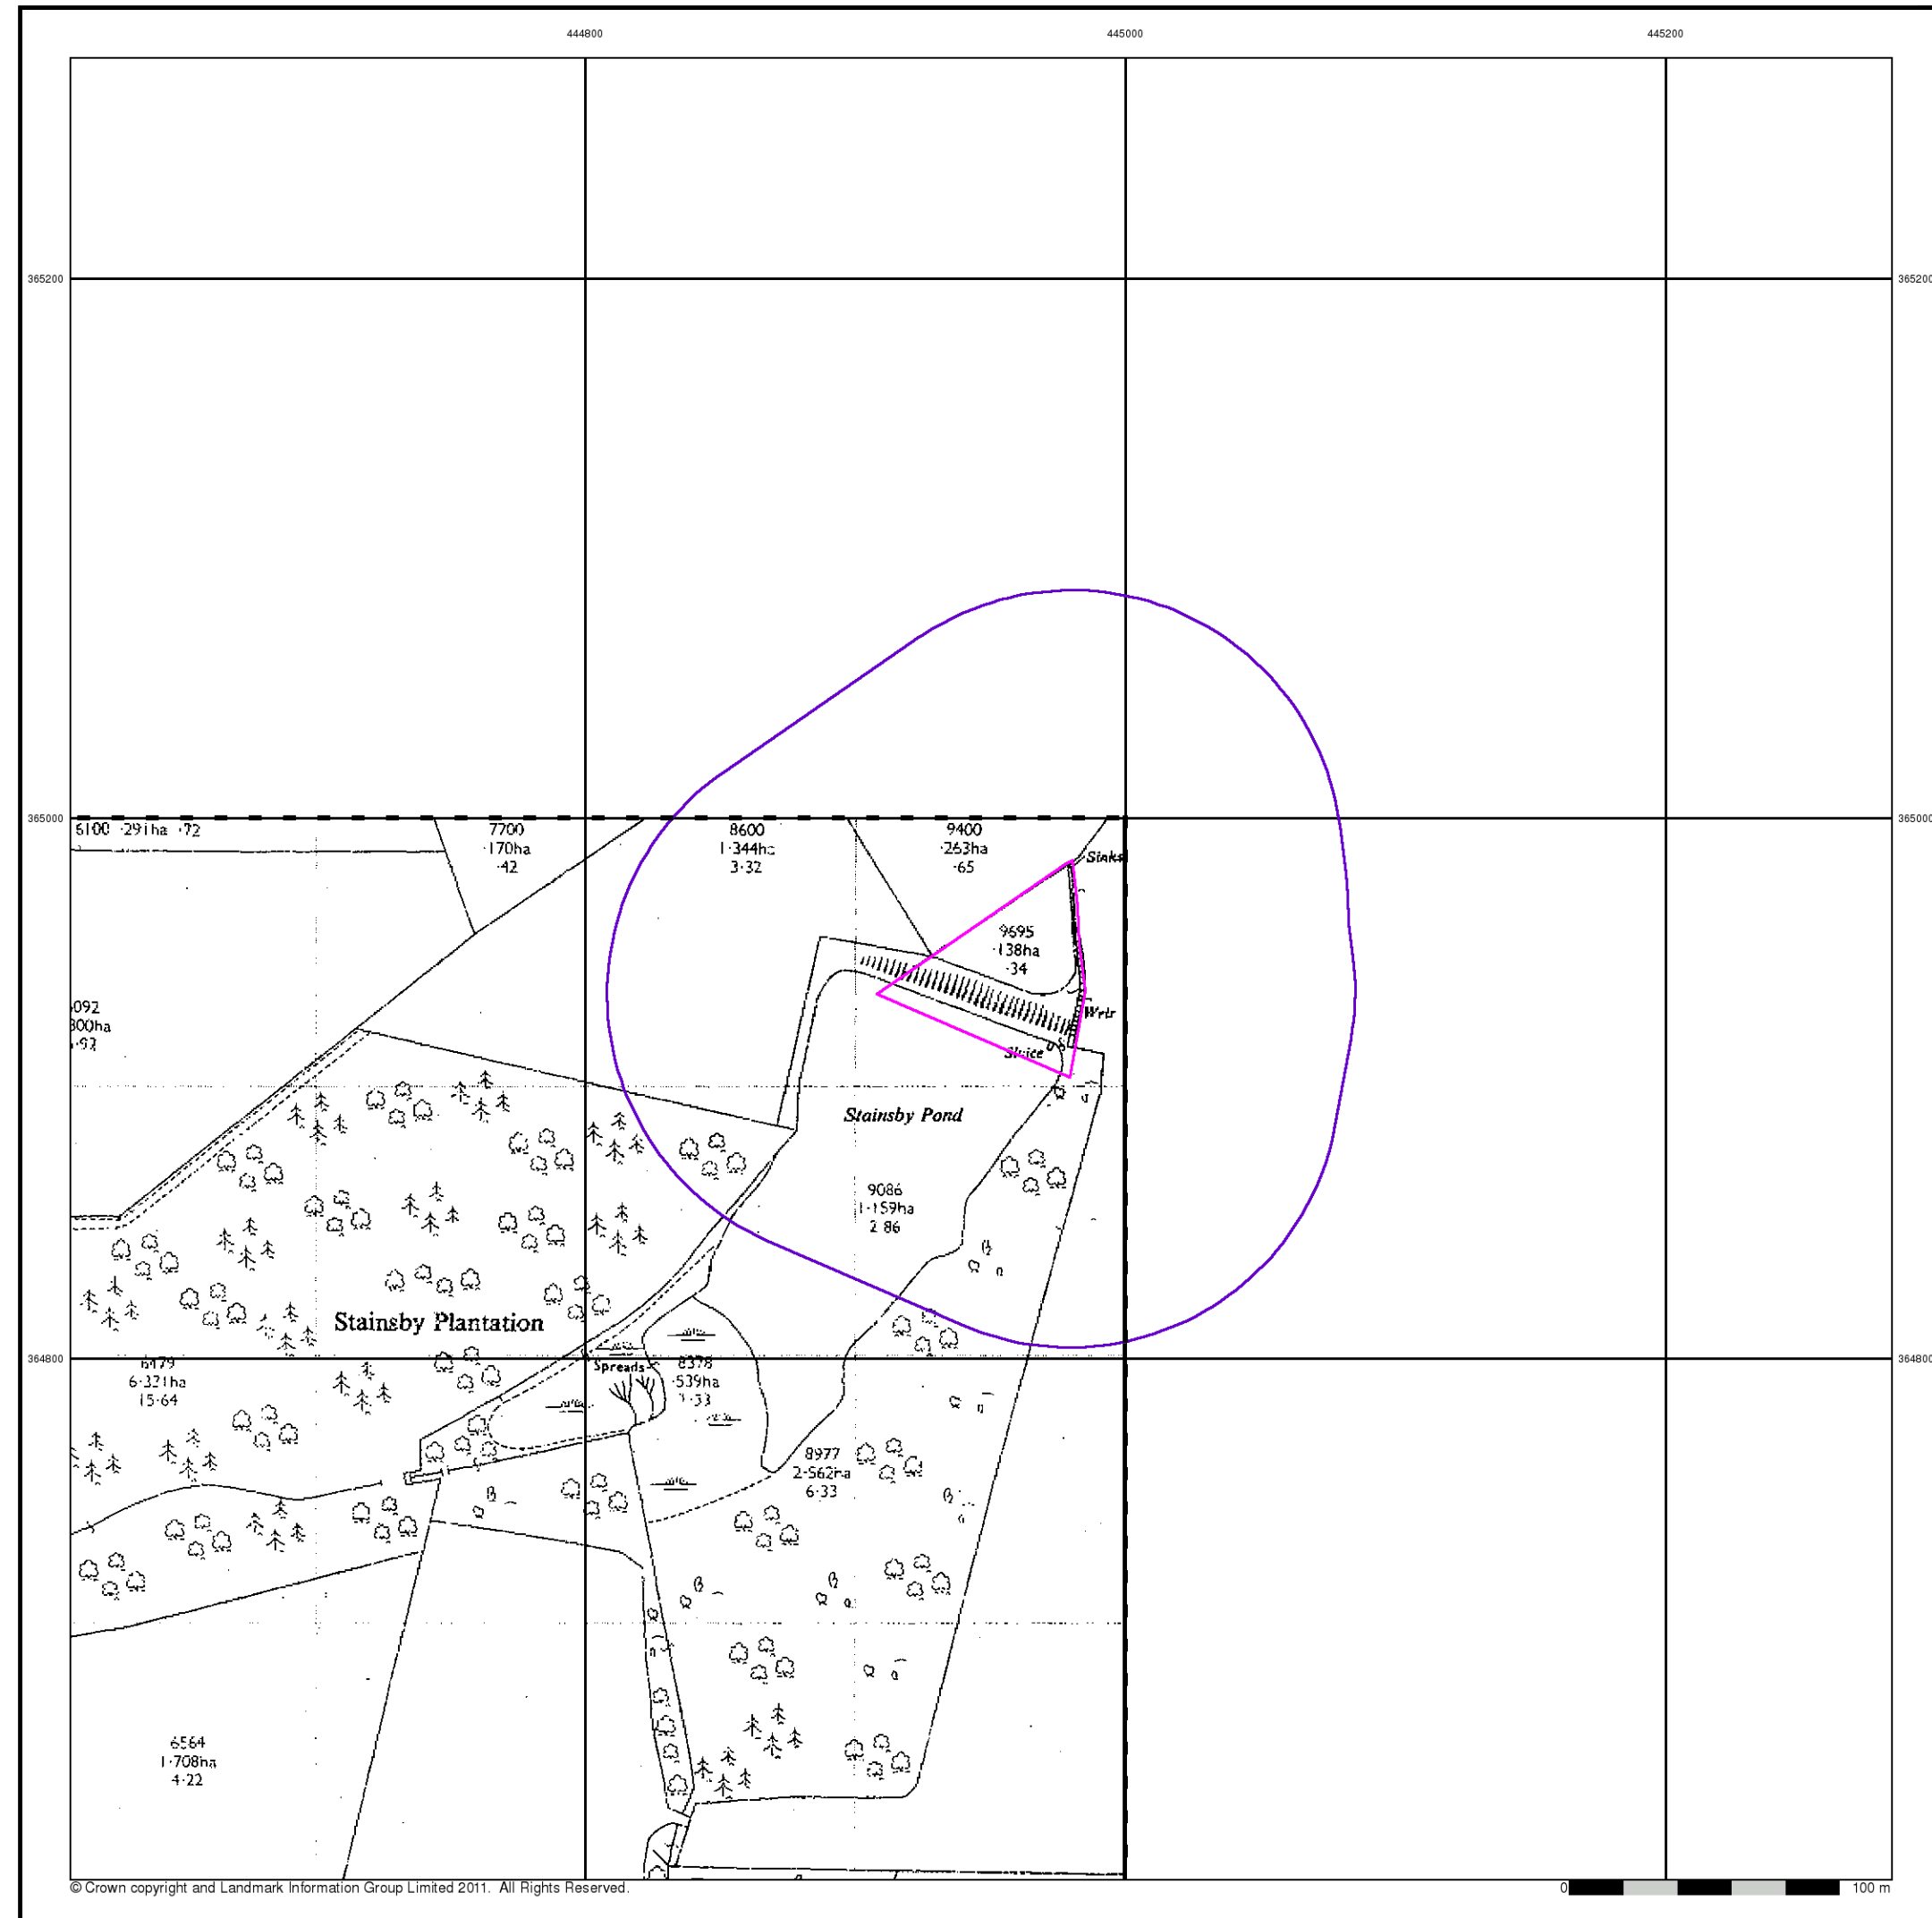 444800 445000 445200
365200 365200
365000 365000
6100 ·291ha ·72
7700
·170ha
·42
8600
1·344ha
3·32
9400
·263ha
·65
Sinks
9695
·138ha
·34
Weir
Sluice
Stainsby Pond
9086
1·159ha
2 86
Stainsby Plantation
364800 364800
6·331ha
15·64
Spreads
8378
·539ha
8977
2·562ha
6·33
6564
1·708ha
4·22
© Crown copyright and Landmark Information Group Limited 2011. All Rights Reserved.
0 100 m